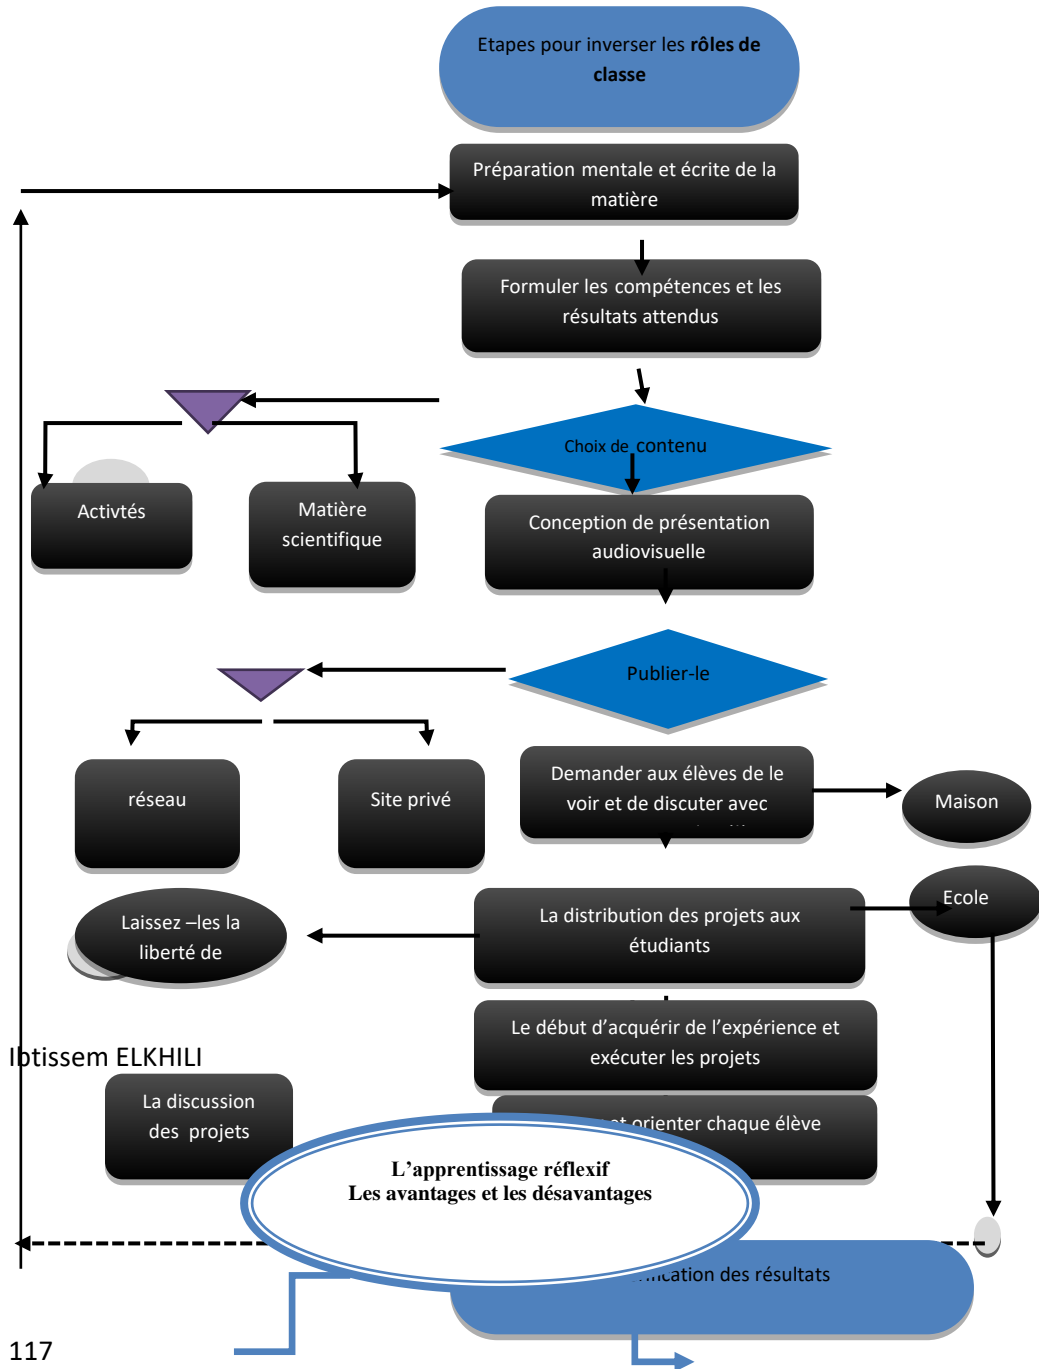 Etapes pour inverser les rôles de
classe
Préparation mentale et écrite de la
matière
Formuler les compétences et les
résultats attendus
Choix de contenu
Activtés
Matière
scientifique
Conception de présentation
audiovisuelle
Publier-le
réseau
Site privé
Demander aux élèves de le
voir et de discuter avec
Maison
Ecole
La distribution des projets aux
étudiants
Laissez –les la
liberté de
Le début d’acquérir de l’expérience et
exécuter les projets
Ibtissem ELKHILI
La discussion
des projets
et orienter chaque élève
L’apprentissage réflexif
Les avantages et les désavantages
des résultats
117